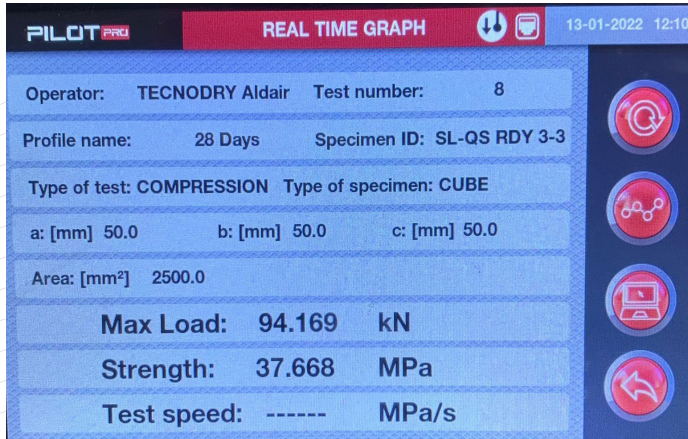 PILOT PRO REAL TIME GRAPH 13-01-2022 12:10
Operator: TECNODRY Aldair Test number: 8
Profile name: 28 Days Specimen ID: SL-QS RDY 3-3
Type of test: COMPRESSION Type of specimen: CUBE
a: [mm] 50.0 b: [mm] 50.0 c: [mm] 50.0
Area: [mm²] 2500.0
Max Load: 94.169 kN
Strength: 37.668 MPa
Test speed: ------ MPa/s